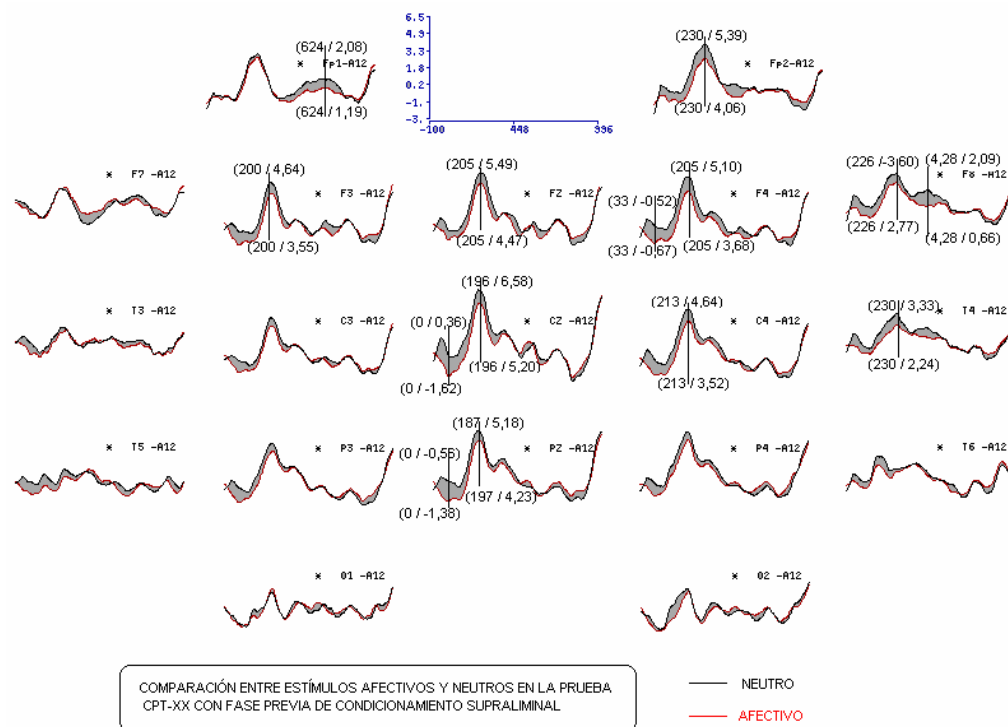 (624 / 2,08)
* Fp1-A12
(624 / 1,19)
6.5
4.9
3.3
1.8
0.2
-1.
-3.
-100 448 996
(230 / 5,39)
* Fp2-A12
(230 / 4,06)
* F7 -A12
(200 / 4,64)
* F3 -A12
(200 / 3,55)
(205 / 5,49)
* FZ -A12
(205 / 4,47)
(205 / 5,10)
* F4 -A12
(33 / -0,52)
(33 / -0,67)
(205 / 3,68)
(226 /-3,60) (4,28 / 2,09)
* F8 -A12
(226 / 2,77)
(4,28 / 0,66)
* T3 -A12
* C3 -A12
(196 / 6,58)
(0 / 0,36)
* CZ -A12
(196 / 5,20)
(0 / -1,62)
(213 / 4,64)
* C4 -A12
(213 / 3,52)
(230 / 3,33)
* T4 -A12
(230 / 2,24)
* T5 -A12
* P3 -A12
(187 / 5,18)
(0 / -0,56)
* PZ -A12
(197 / 4,23)
(0 / -1,38)
* P4 -A12
* T6 -A12
* O1 -A12
* O2 -A12
COMPARACIÓN ENTRE ESTÍMULOS AFECTIVOS Y NEUTROS EN LA PRUEBA
CPT-XX CON FASE PREVIA DE CONDICIONAMIENTO SUPRALIMINAL
NEUTRO
AFECTIVO